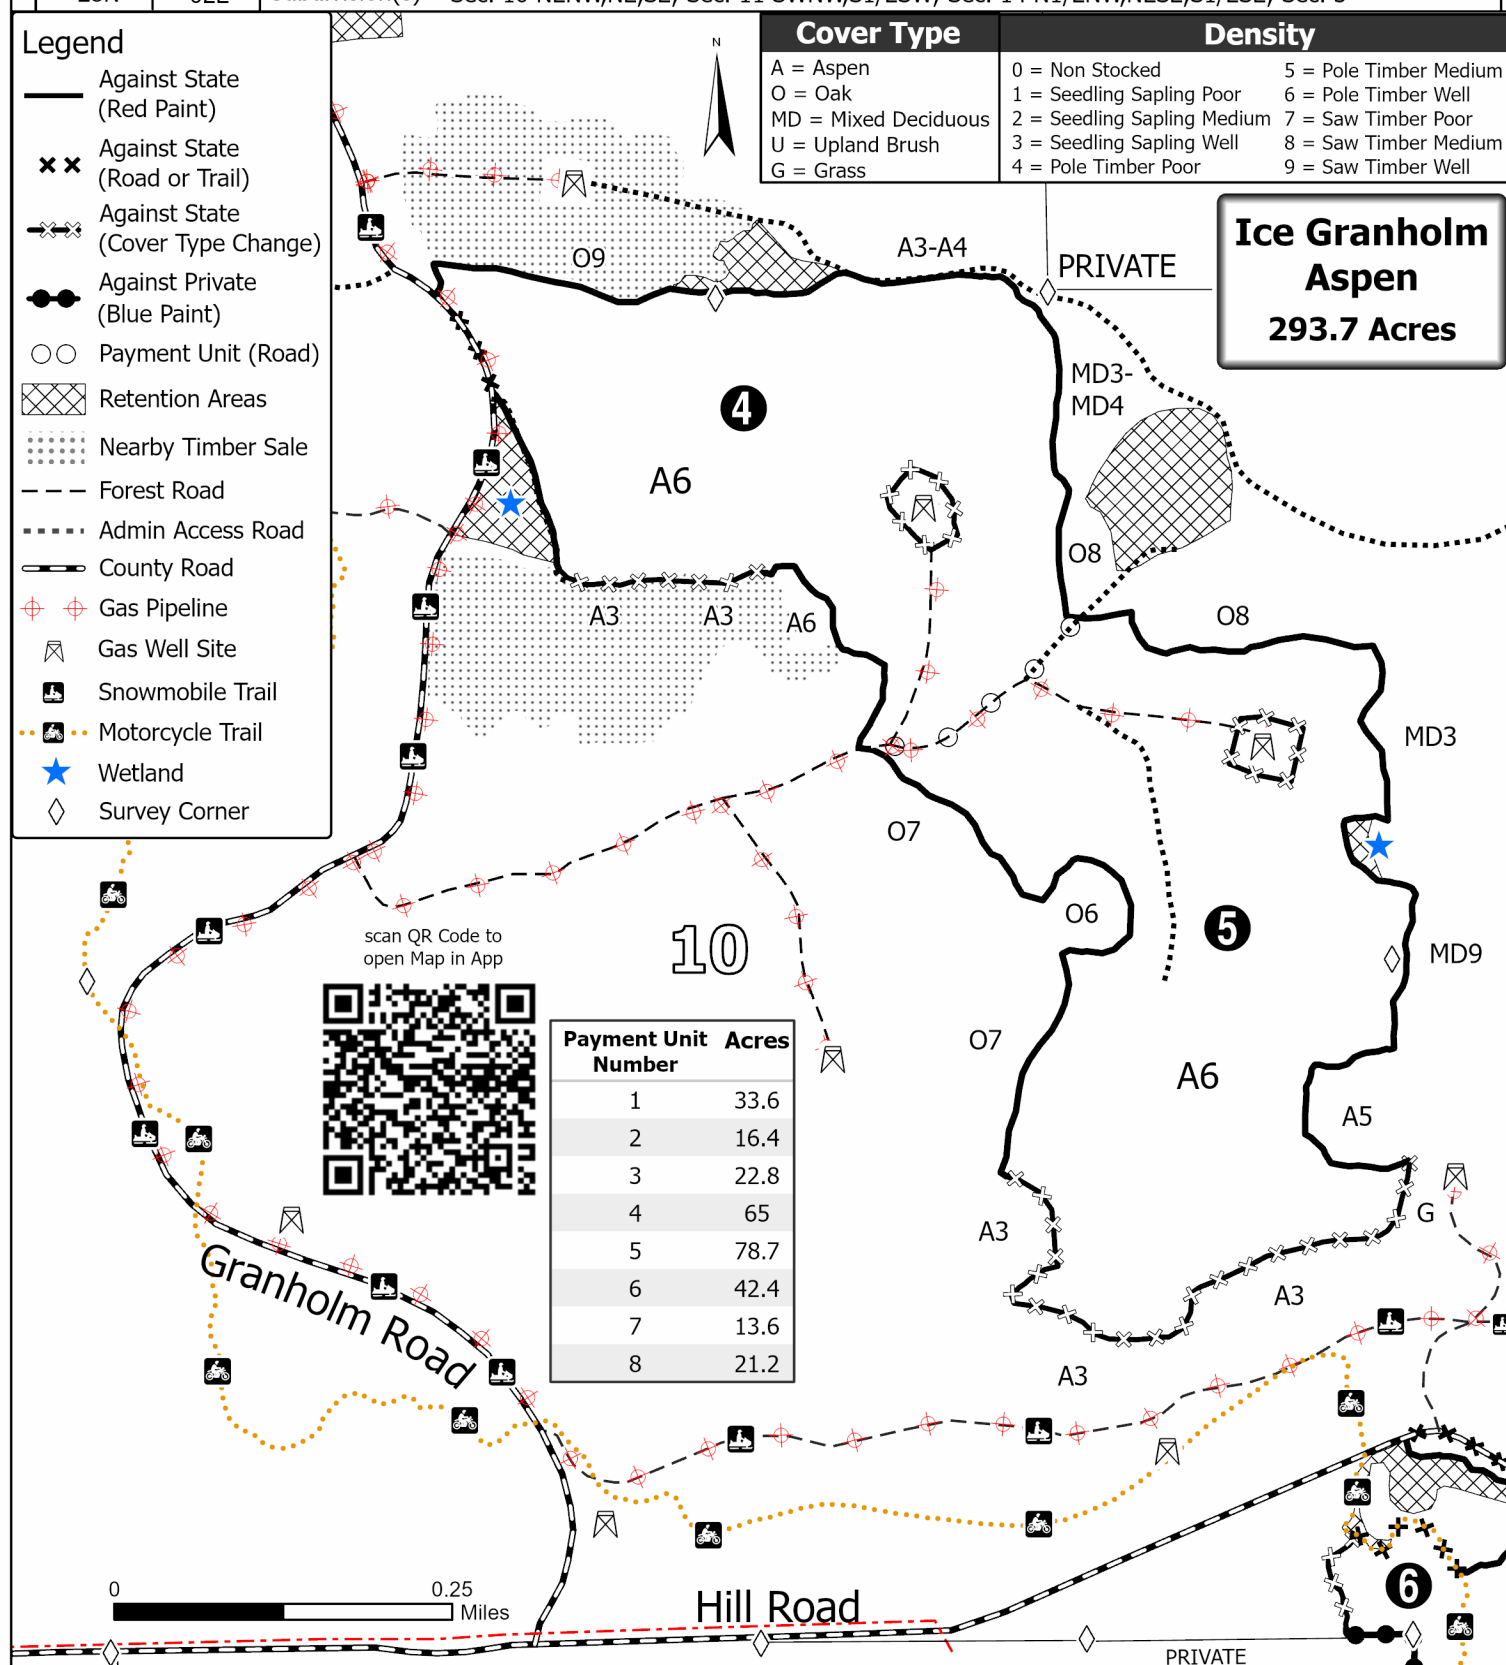 Legend
Against State
(Red Paint)
Against State
(Road or Trail)
Against State
(Cover Type Change)
Against Private
(Blue Paint)
Payment Unit (Road)
Retention Areas
Nearby Timber Sale
Forest Road
Admin Access Road
County Road
Gas Pipeline
Gas Well Site
Snowmobile Trail
Motorcycle Trail
Wetland
Survey Corner
N
Cover Type
A = Aspen
O = Oak
MD = Mixed Deciduous
U = Upland Brush
G = Grass
Density
0 = Non Stocked
1 = Seedling Sapling Poor
2 = Seedling Sapling Medium
3 = Seedling Sapling Well
4 = Pole Timber Poor
5 = Pole Timber Medium
6 = Pole Timber Well
7 = Saw Timber Poor
8 = Saw Timber Medium
9 = Saw Timber Well
Ice Granholm
Aspen
293.7 Acres
O9
A3-A4
PRIVATE
MD3-
MD4
4
A6
O8
O8
A3
A3
A6
MD3
O7
O6
5
MD9
10
scan QR Code to
open Map in App
O7
A6
A5
Payment Unit Number Acres
1 33.6
2 16.4
3 22.8
4 65
5 78.7
6 42.4
7 13.6
8 21.2
A3
G
A3
A3
Granholm Road
6
0 0.25
Miles
Hill Road
PRIVATE